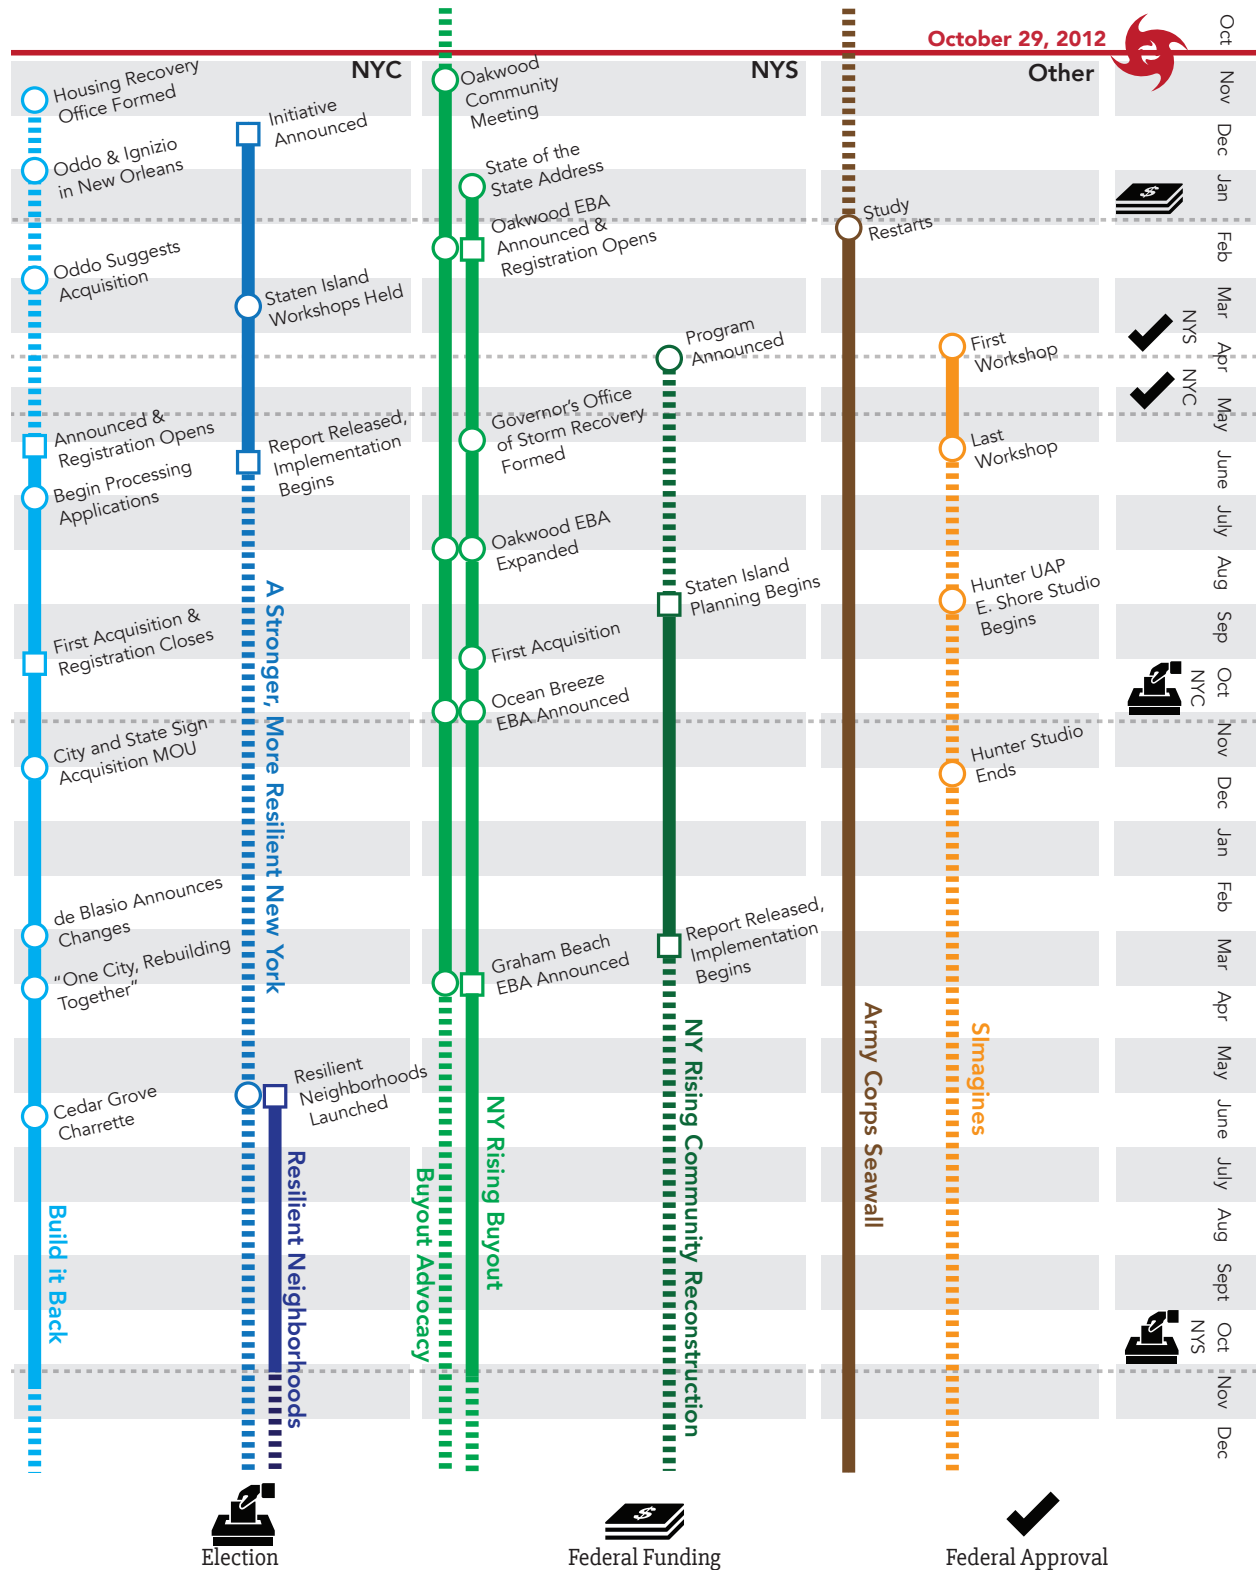 October 29, 2012
NYC
NYS
Other
Housing Recovery
Office Formed
Oddo & Ignizio
in New Orleans
Oddo Suggests
Acquisition
Announced &
Registration Opens
Begin Processing
Applications
First Acquisition &
Registration Closes
City and State Sign
Acquisition MOU
de Blasio Announces
Changes
"One City, Rebuilding
Together"
Cedar Grove
Charrette
Build it Back
Initiative
Announced
Staten Island
Workshops Held
Report Released,
Implementation
Begins
A Stronger, More Resilient New York
Resilient
Neighborhoods
Launched
Resilient Neighborhoods
Oakwood
Community
Meeting
State of the
State Address
Oakwood EBA
Announced &
Registration Opens
Governor's Office
of Storm Recovery
Formed
Oakwood EBA
Expanded
First Acquisition
Ocean Breeze
EBA Announced
Graham Beach
EBA Announced
Buyout Advocacy
NY Rising Buyout
Program
Announced
Staten Island
Planning Begins
Report Released,
Implementation
Begins
NY Rising Community Reconstruction
Study
Restarts
Army Corps Seawall
First
Workshop
Last
Workshop
Hunter UAP
E. Shore Studio
Begins
Hunter Studio
Ends
SImagines
Oct
Nov
Dec
Jan
$
Feb
Mar
NYS
Apr
NYC
May
June
July
Aug
Sep
Oct
NYC
Nov
Dec
Jan
Feb
Mar
Apr
May
June
July
Aug
Sept
Oct
NYS
Nov
Dec
Election
$
Federal Funding
Federal Approval